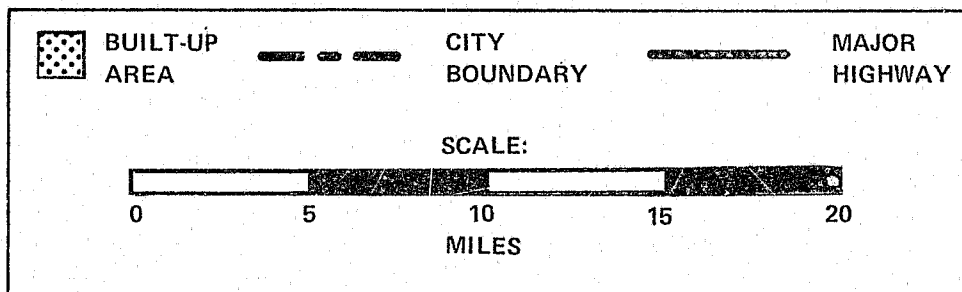 BUILT-UP AREA
CITY BOUNDARY
MAJOR HIGHWAY
SCALE:
0 5 10 15 20
MILES